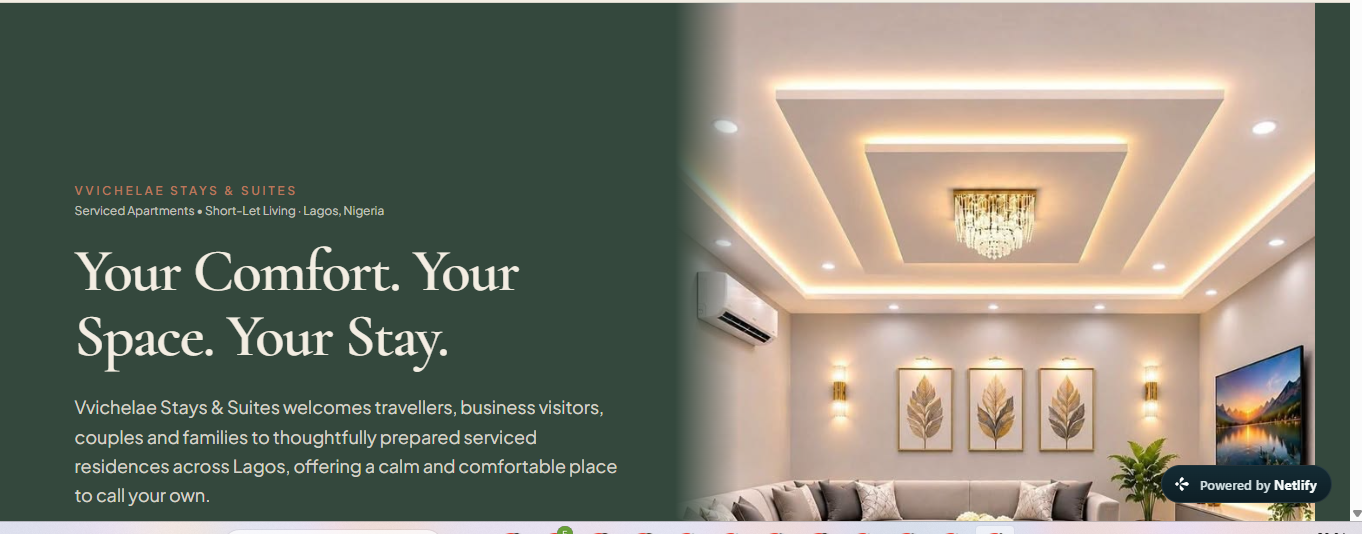 VVICHELAE STAYS & SUITES
Serviced Apartments • Short-Let Living · Lagos, Nigeria
Your Comfort. Your
Space. Your Stay.
Vvichelae Stays & Suites welcomes travellers, business visitors,
couples and families to thoughtfully prepared serviced
residences across Lagos, offering a calm and comfortable place
to call your own.
Powered by Netlify